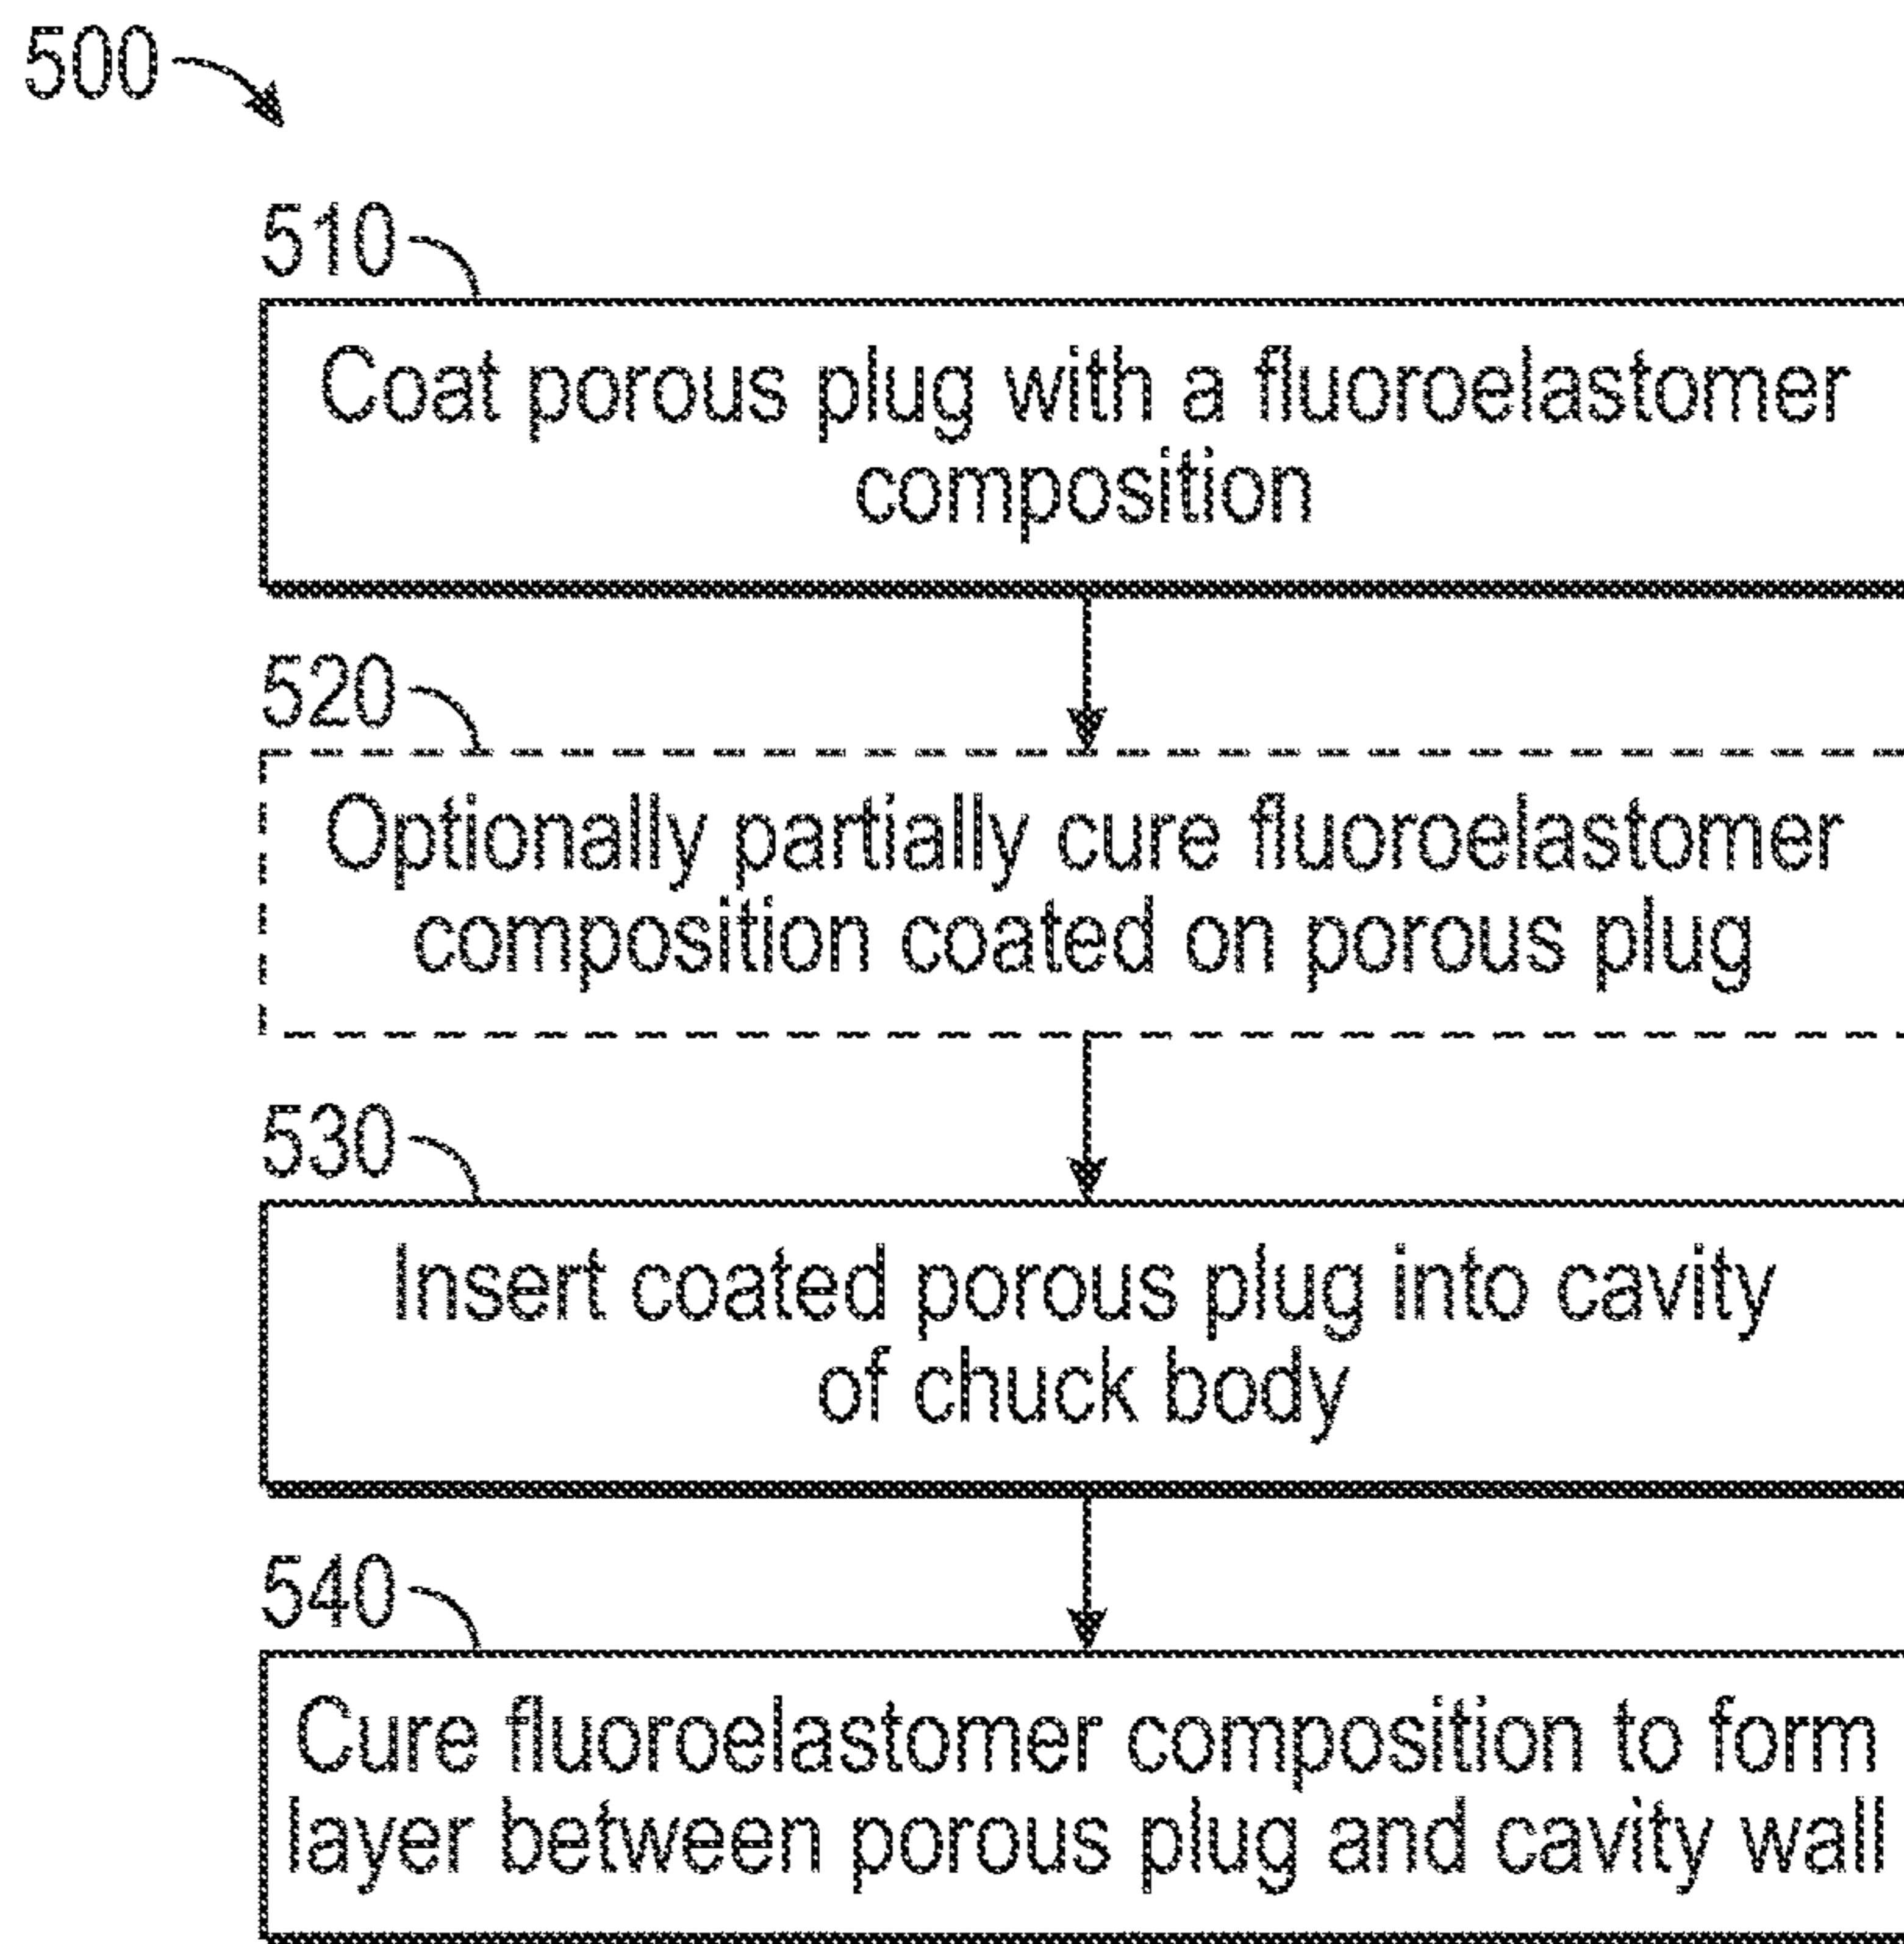 500
510
Coat porous plug with a fluoroelastomer
composition
520
Optionally partially cure fluoroelastomer
composition coated on porous plug
530
Insert coated porous plug into cavity
of chuck body
540
Cure fluoroelastomer composition to form
layer between porous plug and cavity wall